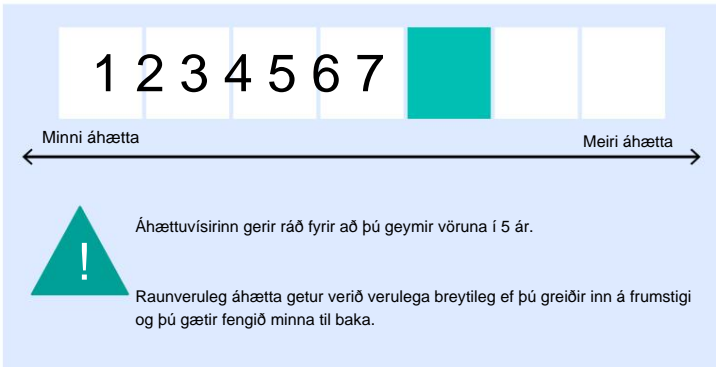 1 2 3 4 5 6 7
Minni áhætta
Meiri áhætta
!
Áhættuvísirinn gerir ráð fyrir að þú geymir vöruna í 5 ár.
Raunveruleg áhætta getur verið verulega breytileg ef þú greiðir inn á frumstigi
og þú gætir fengið minna til baka.